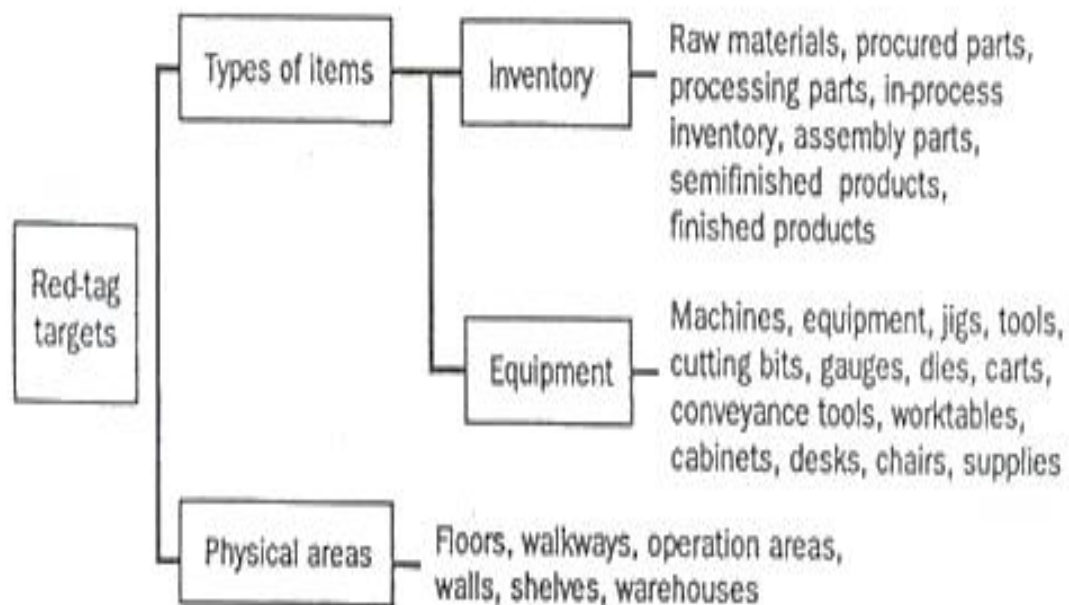 Red-tag
targets
Types of items
Inventory
Raw materials, procured parts,
processing parts, in-process
inventory, assembly parts,
semifinished products,
finished products
Equipment
Machines, equipment, jigs, tools,
cutting bits, gauges, dies, carts,
conveyance tools, worktables,
cabinets, desks, chairs, supplies
Physical areas
Floors, walkways, operation areas,
walls, shelves, warehouses